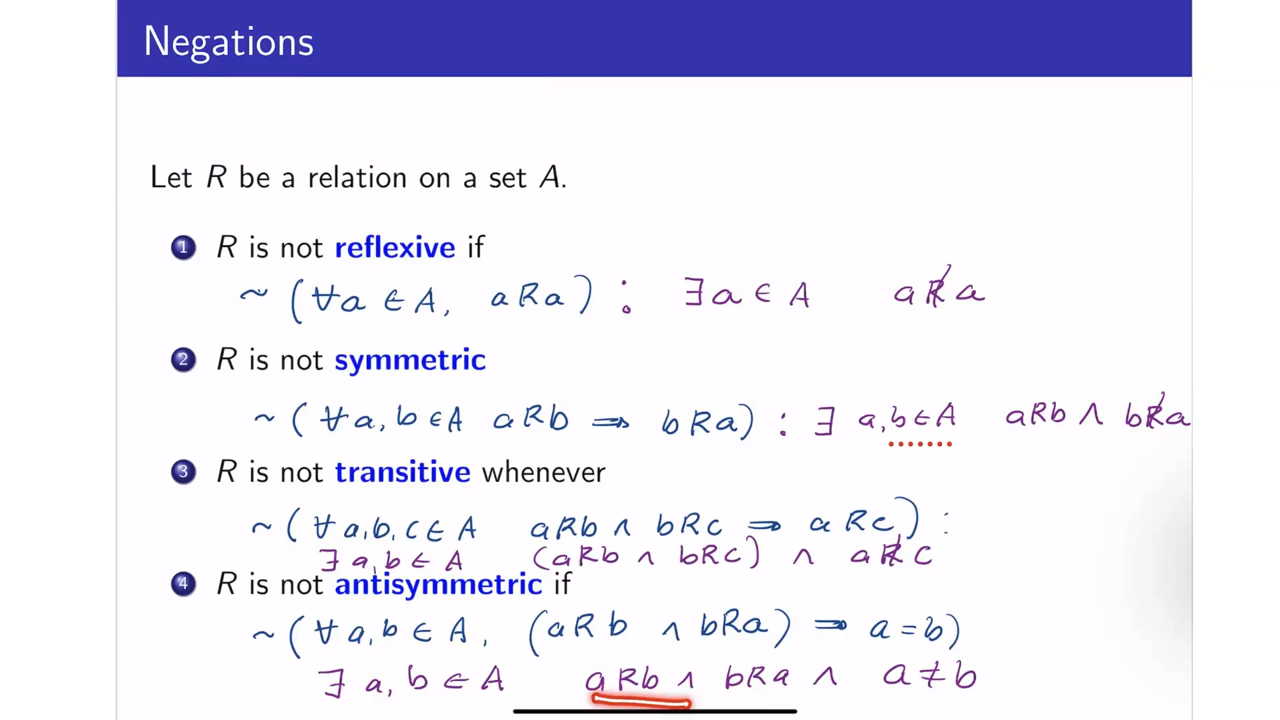 Negations
Let R be a relation on a set A.
1 R is not reflexive if
~ (∀a ∈ A, aRa) : ∃a ∈ A a R̸ a
2 R is not symmetric
~ (∀a, b ∈ A aRb ⇒ bRa) : ∃ a, b ∈ A aRb ∧ bR̸a
3 R is not transitive whenever
~ (∀a, b, c ∈ A aRb ∧ bRc ⇒ aRc) :
∃ a, b ∈ A (aRb ∧ bRc) ∧ aR̸c
4 R is not antisymmetric if
~ (∀ a, b ∈ A, (aRb ∧ bRa) ⇒ a = b)
∃ a, b ∈ A aRb ∧ bRa ∧ a ≠ b